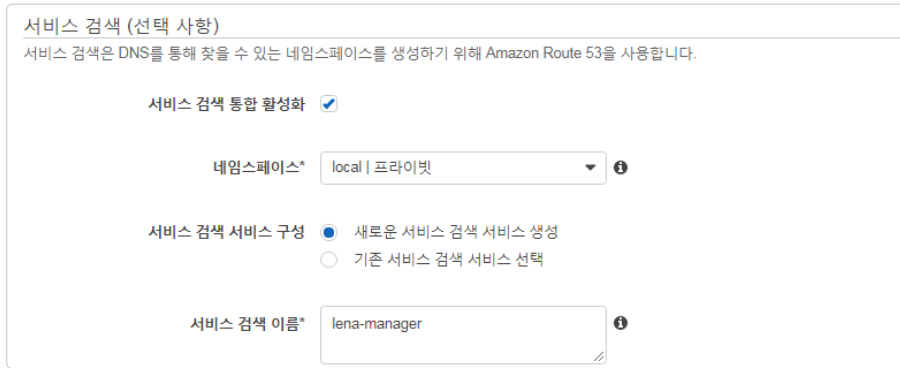 서비스 검색 (선택 사항)
서비스 검색은 DNS를 통해 찾을 수 있는 네임스페이스를 생성하기 위해 Amazon Route 53을 사용합니다.
서비스 검색 통합 활성화
네임스페이스* local | 프라이빗
서비스 검색 서비스 구성 새로운 서비스 검색 서비스 생성
기존 서비스 검색 서비스 선택
서비스 검색 이름* lena-manager